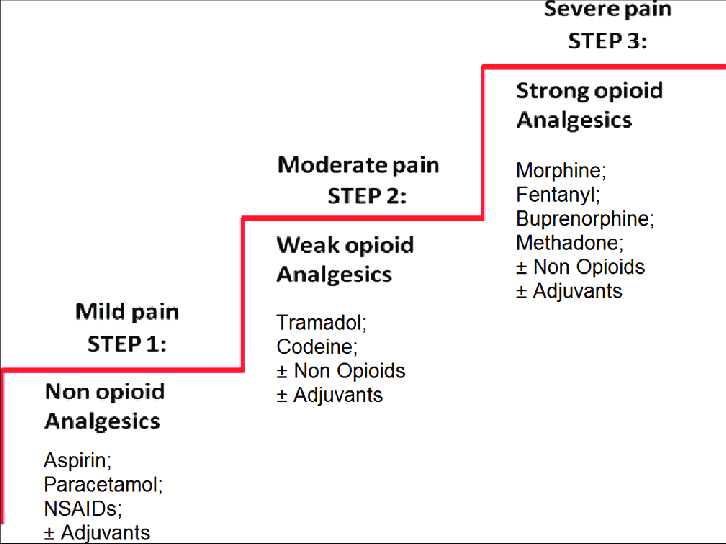 Severe pain
STEP 3:
Strong opioid
Analgesics
Morphine;
Fentanyl;
Buprenorphine;
Methadone;
± Non Opioids
± Adjuvants
Moderate pain
STEP 2:
Weak opioid
Analgesics
Tramadol;
Codeine;
± Non Opioids
± Adjuvants
Mild pain
STEP 1:
Non opioid
Analgesics
Aspirin;
Paracetamol;
NSAIDs;
± Adjuvants